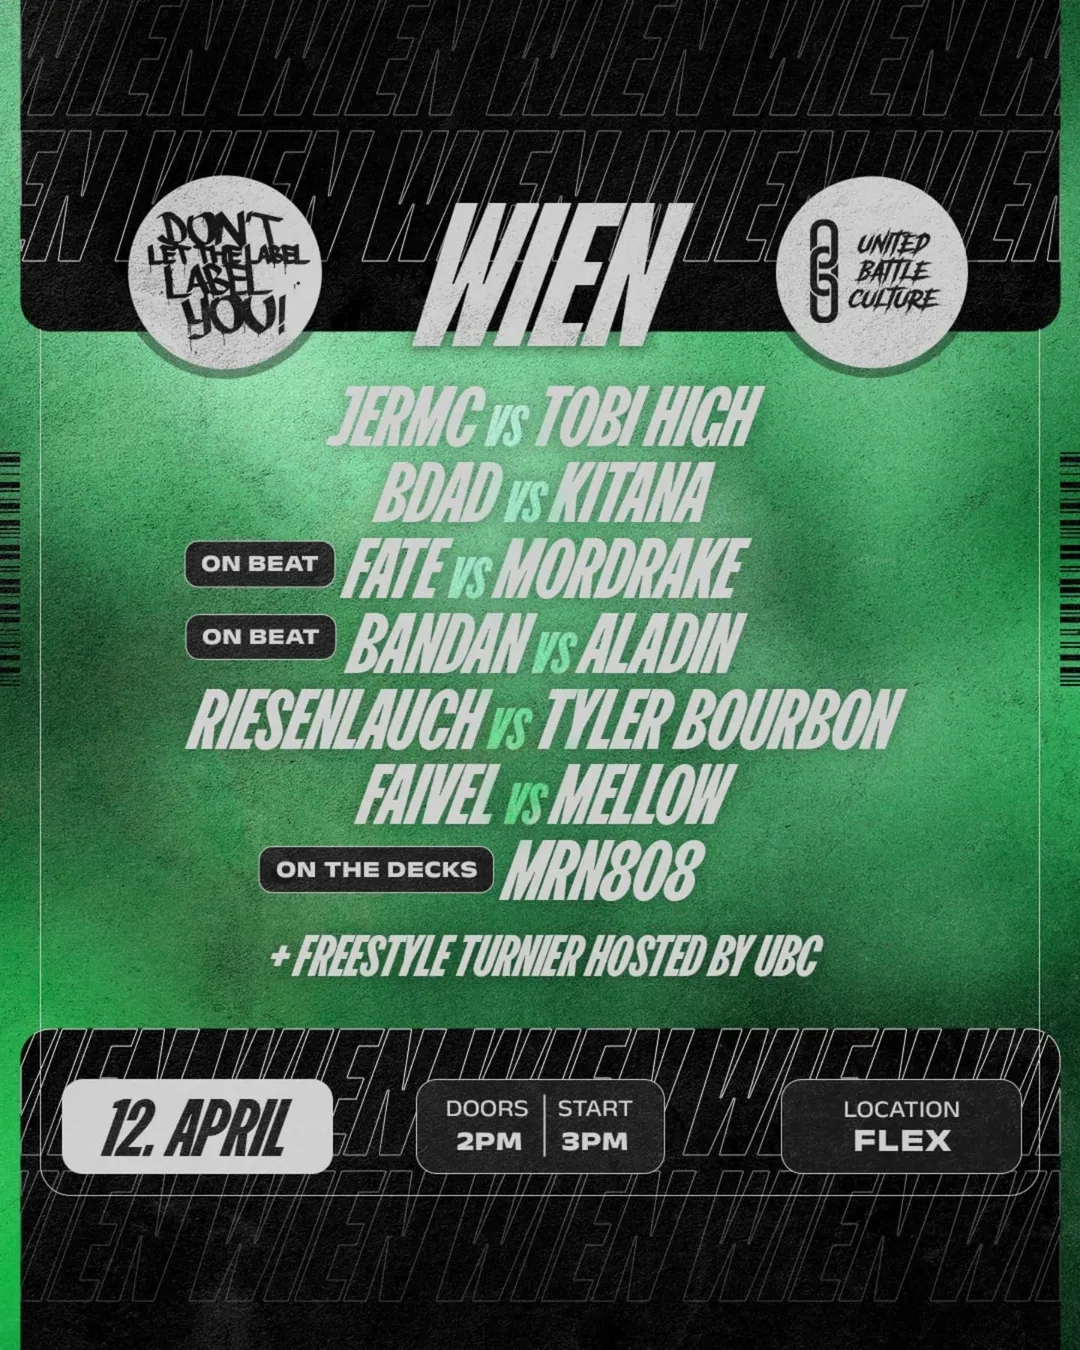 DON'T
LET THE LABEL
LABEL
YOU!
WIEN
UNITED
BATTLE
CULTURE
JERMC VS TOBI HIGH
BDAD VS KITANA
ON BEAT FATE VS MORDRAKE
ON BEAT BANDAN VS ALADIN
RIESENLAUCH VS TYLER BOURBON
FAIVEL VS MELLOW
ON THE DECKS MRN808
+ FREESTYLE TURNIER HOSTED BY UBC
12. APRIL
DOORS
2PM
START
3PM
LOCATION
FLEX